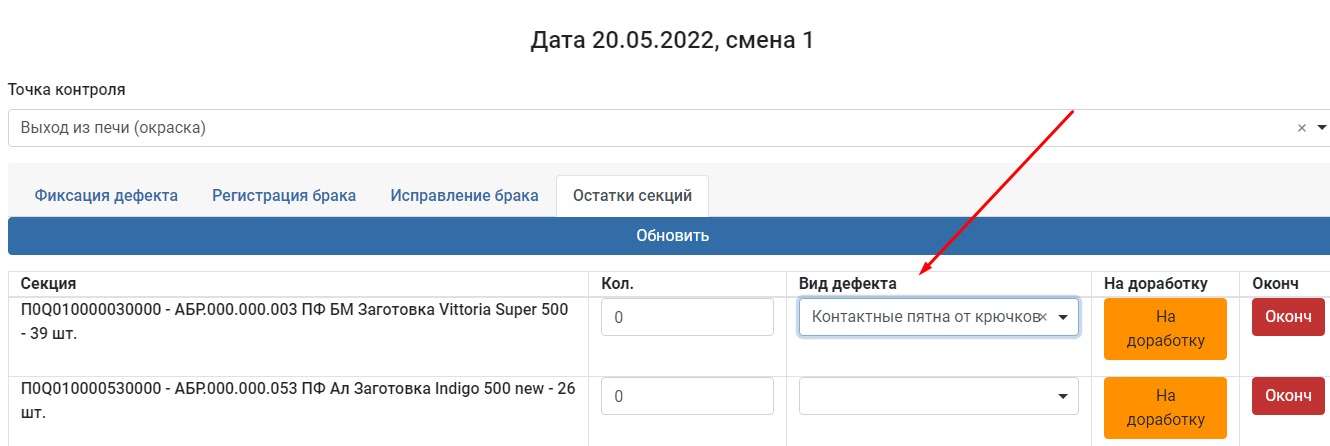 Дата 20.05.2022, смена 1
Точка контроля
Выход из печи (окраска) ×
Фиксация дефекта Регистрация брака Исправление брака Остатки секций
Обновить
Секция Кол. Вид дефекта На доработку Оконч
П0Q010000030000 - АБР.000.000.003 ПФ БМ Заготовка Vittoria Super 500
- 39 шт.
0
Контактные пятна от крючков×
На
доработку
Оконч
П0Q010000530000 - АБР.000.000.053 ПФ Ал Заготовка Indigo 500 new - 26
шт.
0
На
доработку
Оконч